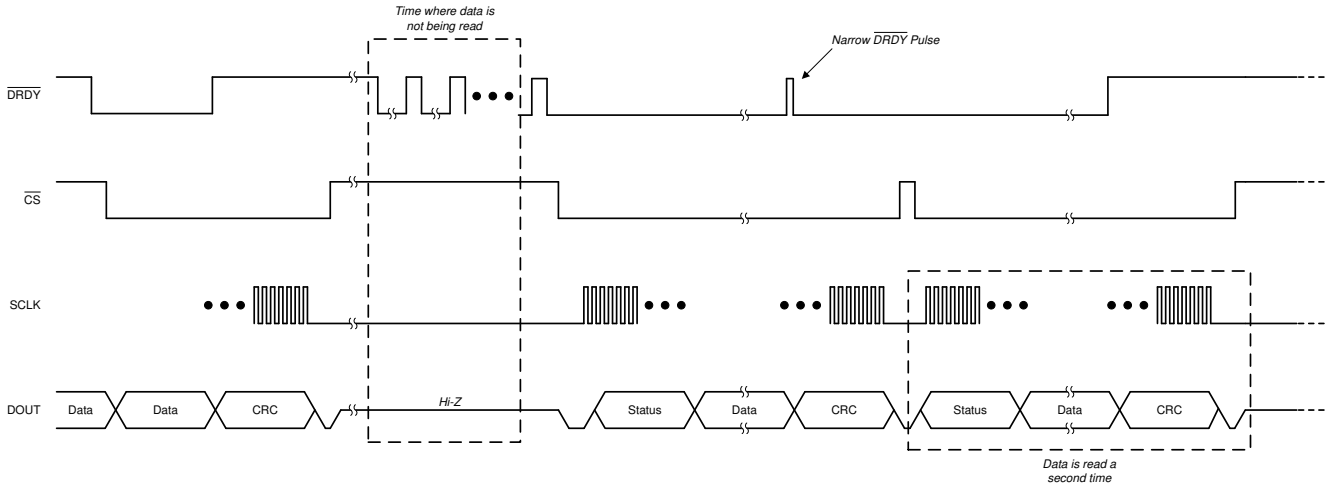 Time where data is
not being read
Narrow DRDY Pulse
DRDY
CS
SCLK
Hi-Z
DOUT Data Data CRC Status Data CRC Status Data CRC
Data is read a
second time